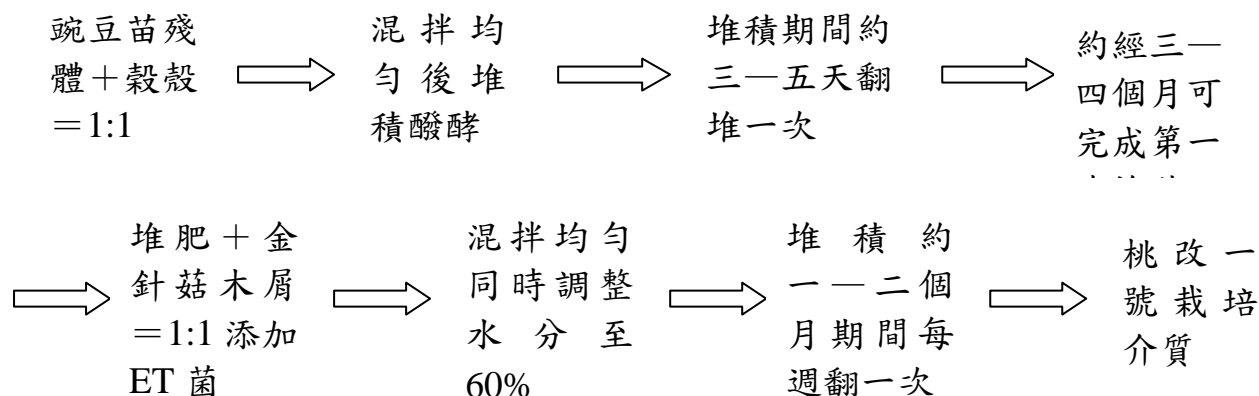 豌豆苗殘
體＋穀殼
＝1:1
混拌均
勻後堆
積醱酵
堆積期間約
三—五天翻
堆一次
約經三—
四個月可
完成第一
堆肥＋金
針菇木屑
＝1:1 添加
ET 菌
混拌均勻
同時調整
水分至
60%
堆積約
一—二個
月期間每
週翻一次
桃改一
號栽培
介質